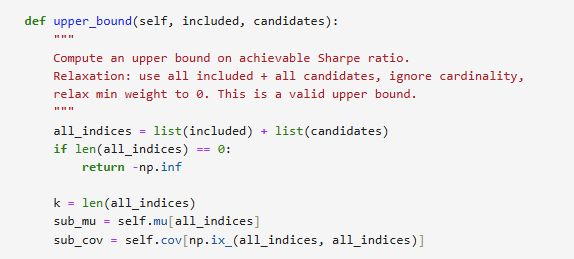 def upper_bound(self, included, candidates):
    """
    Compute an upper bound on achievable Sharpe ratio.
    Relaxation: use all included + all candidates, ignore cardinality,
    relax min weight to 0. This is a valid upper bound.
    """
    all_indices = list(included) + list(candidates)
    if len(all_indices) == 0:
        return -np.inf

    k = len(all_indices)
    sub_mu = self.mu[all_indices]
    sub_cov = self.cov[np.ix_(all_indices, all_indices)]